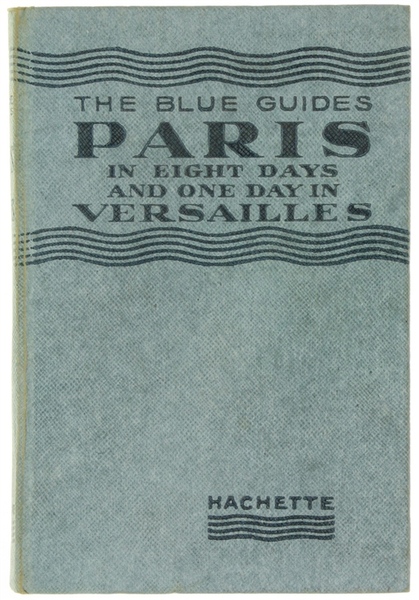 THE BLUE GUIDES
PARIS
IN EIGHT DAYS
AND ONE DAY IN
VERSAILLES
HACHETTE